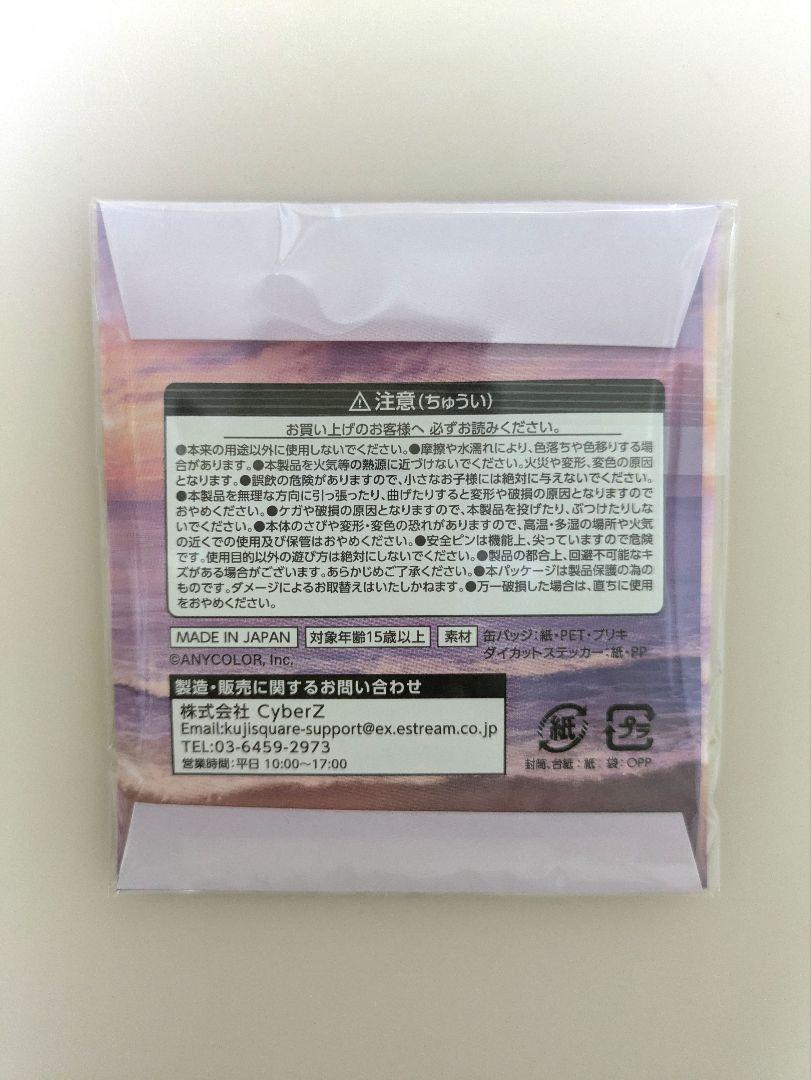 ⚠注意(ちゅうい)
お買い上げのお客様へ 必ずお読みください。
●本来の用途以外に使用しないでください。●摩擦や水濡れにより、色落ちや色移りする場
合があります。●本製品を火気等の熱源に近づけないでください。火災や変形、変色の原因
となります。●誤飲の危険がありますので、小さなお子様には絶対に与えないでください。
●本製品を無理な方向に引っ張ったり、曲げたりすると変形や破損の原因となりますので
おやめください。●ケガや破損の原因となりますので、本製品を投げたり、ぶつけたりしな
いでください。●本体のさびや変形・変色の恐れがありますので、高温・多湿の場所や火気
の近くでの使用及び保管はおやめください。●安全ピンは機能上、尖っていますので危険
です。使用目的以外の遊び方は絶対にしないでください。●製品の都合上、回避不可能なキ
ズがある場合がございます。あらかじめご了承ください。●本パッケージは製品保護の為の
ものです。ダメージによるお取替えはいたしかねます。●万一破損した場合は、直ちに使用
をおやめください。
MADE IN JAPAN 対象年齢15歳以上 素材 缶バッジ:紙・PET・ブリキ
ダイカットステッカー:紙・PP
©ANYCOLOR, Inc.
製造・販売に関するお問い合わせ
株式会社 CyberZ
Email:kujisquare-support@ex.estream.co.jp
TEL:03-6459-2973
営業時間:平日 10:00~17:00
紙 プラ
封筒、台紙:紙 袋:OPP